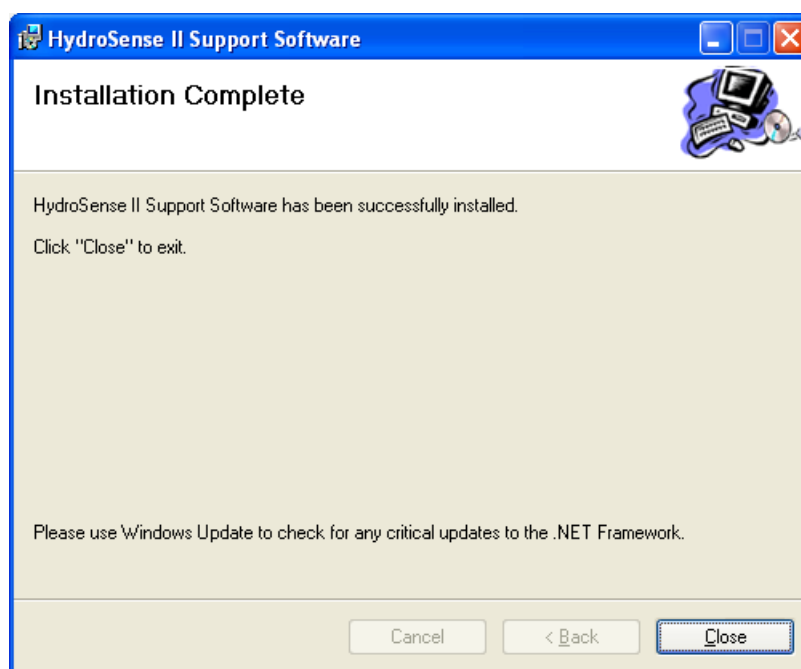 HydroSense II Support Software
Installation Complete
HydroSense II Support Software has been successfully installed.
Click "Close" to exit.
Please use Windows Update to check for any critical updates to the .NET Framework.
Cancel < Back Close